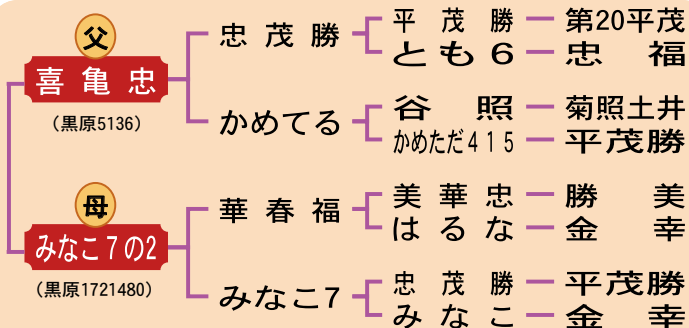 父
喜亀忠
(黒原5136)
忠茂勝
平茂勝
第20平茂
とも6
忠福
かめてる
谷照
菊照土井
かめただ415
平茂勝
母
みなこ7の2
(黒原1721480)
華春福
美華忠
勝美
はるな
金幸
みなこ7
忠茂勝
平茂勝
みなこ
金幸